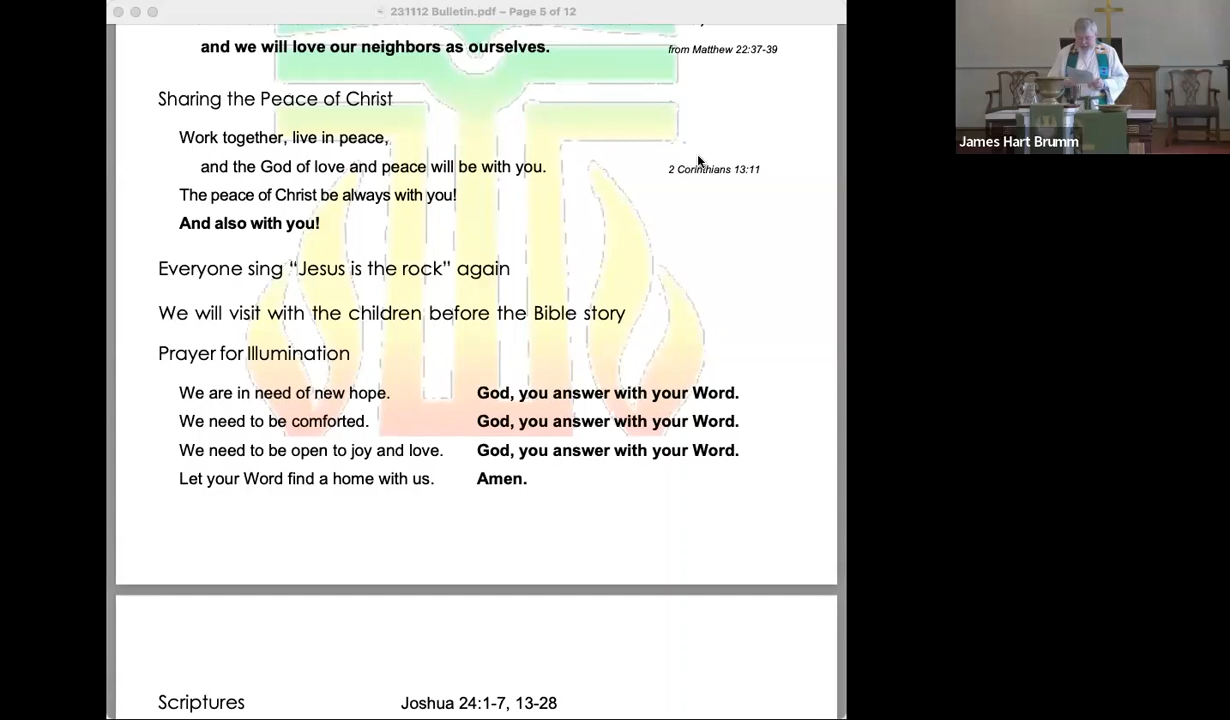 231112 Bulletin.pdf – Page 5 of 12
and we will love our neighbors as ourselves. from Matthew 22:37-39
Sharing the Peace of Christ
Work together, live in peace,
and the God of love and peace will be with you. 2 Corinthians 13:11
The peace of Christ be always with you!
And also with you!
Everyone sing “Jesus is the rock” again
We will visit with the children before the Bible story
Prayer for Illumination
We are in need of new hope. God, you answer with your Word.
We need to be comforted. God, you answer with your Word.
We need to be open to joy and love. God, you answer with your Word.
Let your Word find a home with us. Amen.
Scriptures Joshua 24:1-7, 13-28
James Hart Brumm